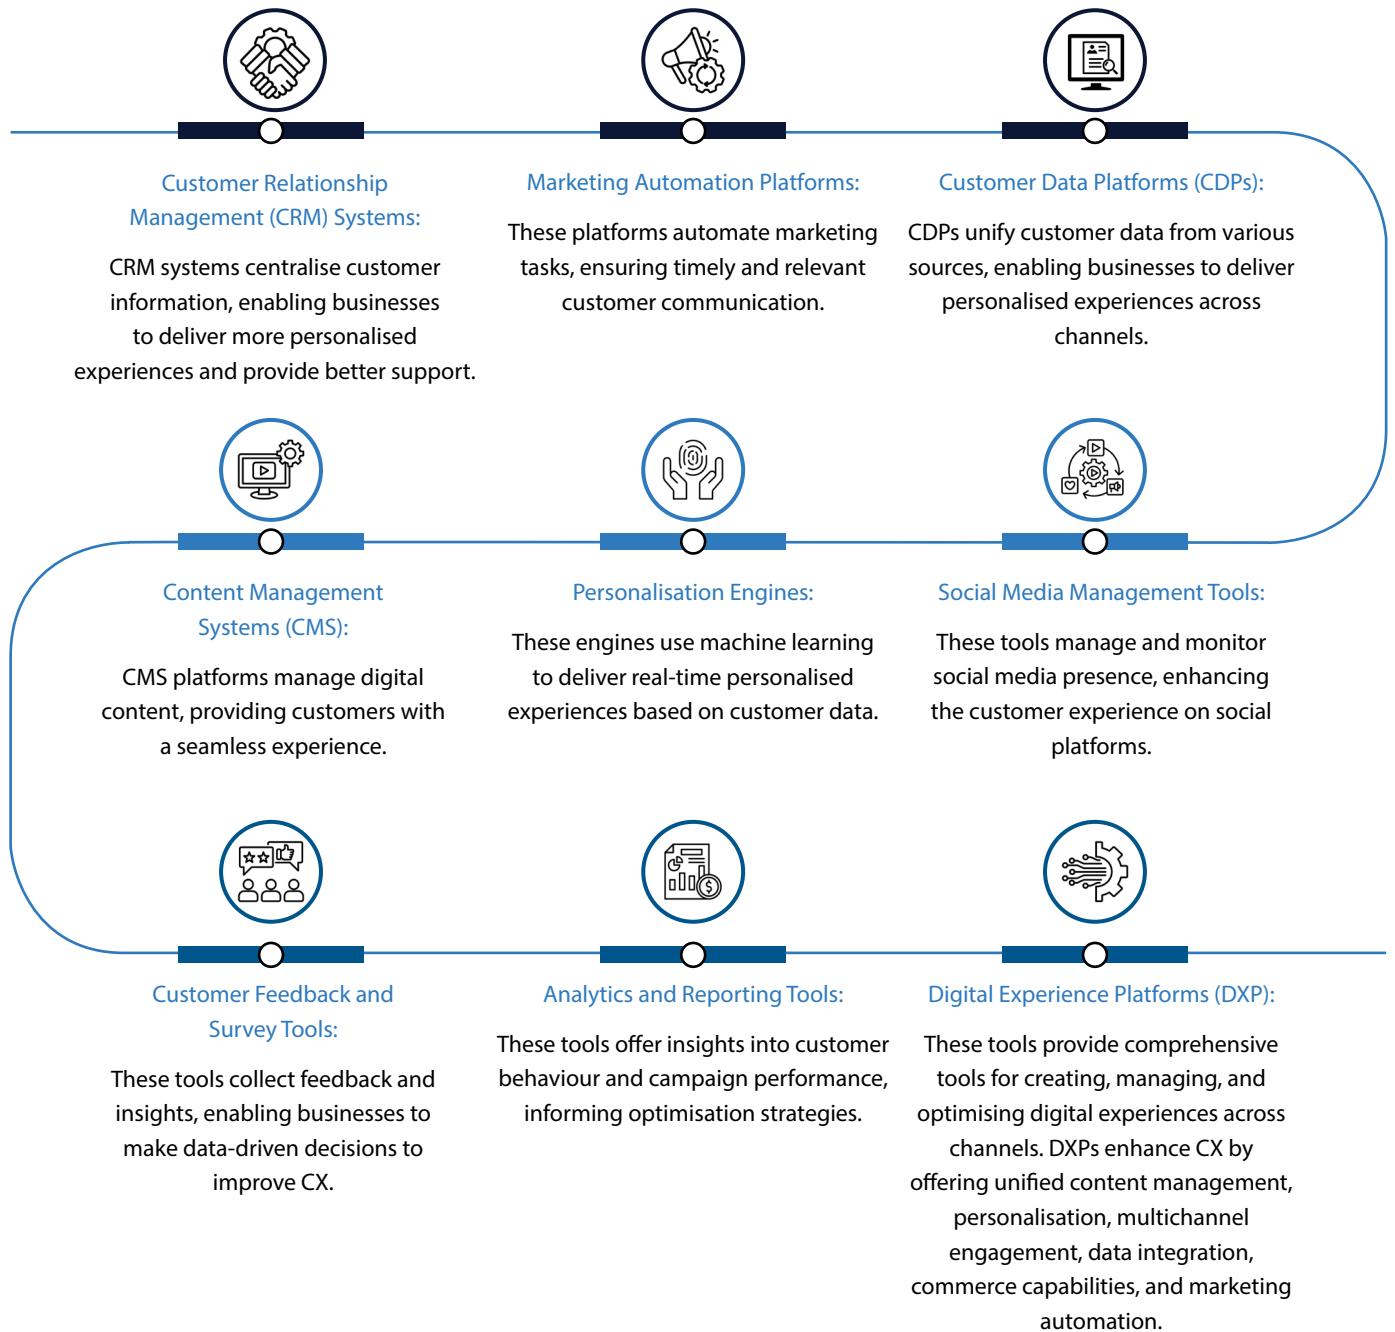 Customer Relationship
Management (CRM) Systems:
CRM systems centralise customer
information, enabling businesses
to deliver more personalised
experiences and provide better support.
Marketing Automation Platforms:
These platforms automate marketing
tasks, ensuring timely and relevant
customer communication.
Customer Data Platforms (CDPs):
CDPs unify customer data from various
sources, enabling businesses to deliver
personalised experiences across
channels.
Content Management
Systems (CMS):
CMS platforms manage digital
content, providing customers with
a seamless experience.
Personalisation Engines:
These engines use machine learning
to deliver real-time personalised
experiences based on customer data.
Social Media Management Tools:
These tools manage and monitor
social media presence, enhancing
the customer experience on social
platforms.
Customer Feedback and
Survey Tools:
These tools collect feedback and
insights, enabling businesses to
make data-driven decisions to
improve CX.
Analytics and Reporting Tools:
These tools offer insights into customer
behaviour and campaign performance,
informing optimisation strategies.
Digital Experience Platforms (DXP):
These tools provide comprehensive
tools for creating, managing, and
optimising digital experiences across
channels. DXPs enhance CX by
offering unified content management,
personalisation, multichannel
engagement, data integration,
commerce capabilities, and marketing
automation.